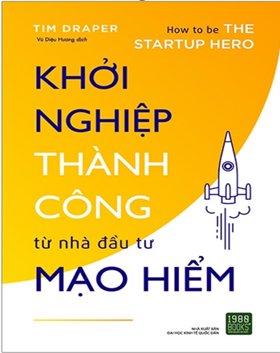 TIM DRAPER
Vũ Diệu Hương dịch
How to be THE
STARTUP HERO
KHỞI
NGHIỆP
THÀNH
CÔNG
từ nhà đầu tư
MẠO HIỂM
NHÀ XUẤT BẢN
ĐẠI HỌC KINH TẾ QUỐC DÂN
1980
BOOKS